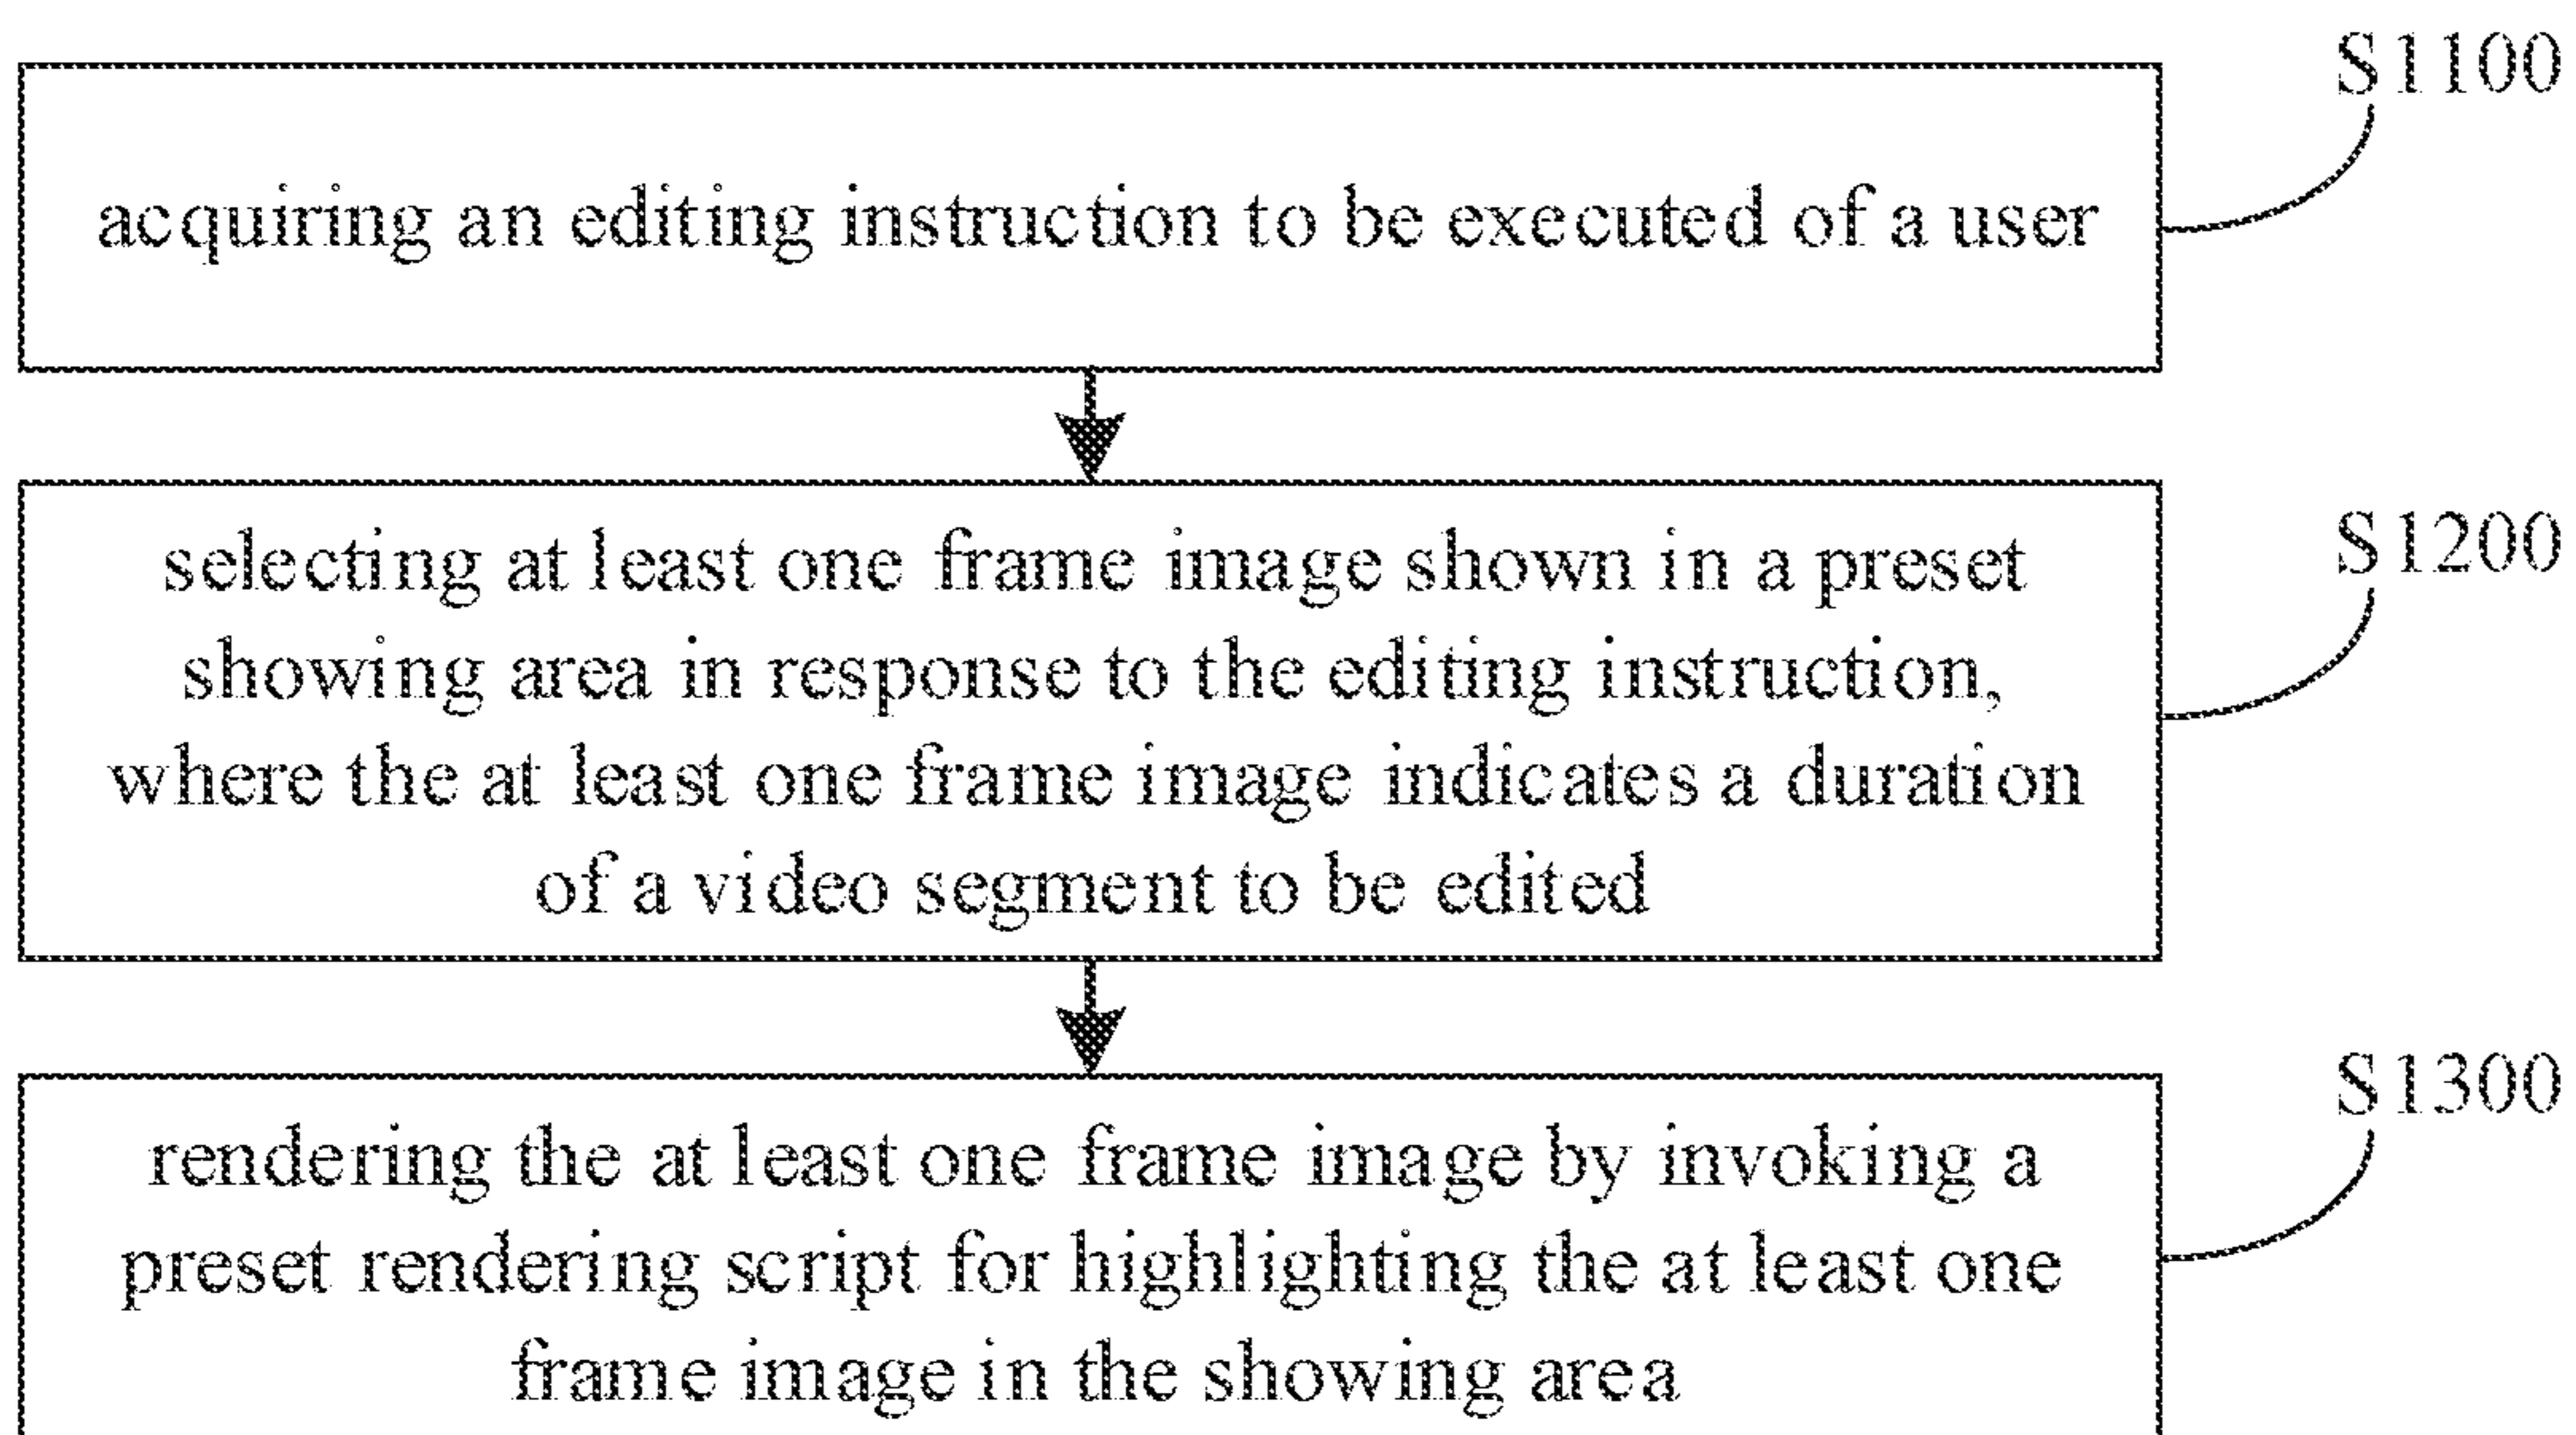 S1100
acquiring an editing instruction to be executed of a user
S1200
selecting at least one frame image shown in a preset
showing area in response to the editing instruction,
where the at least one frame image indicates a duration
of a video segment to be edited
S1300
rendering the at least one frame image by invoking a
preset rendering script for highlighting the at least one
frame image in the showing area